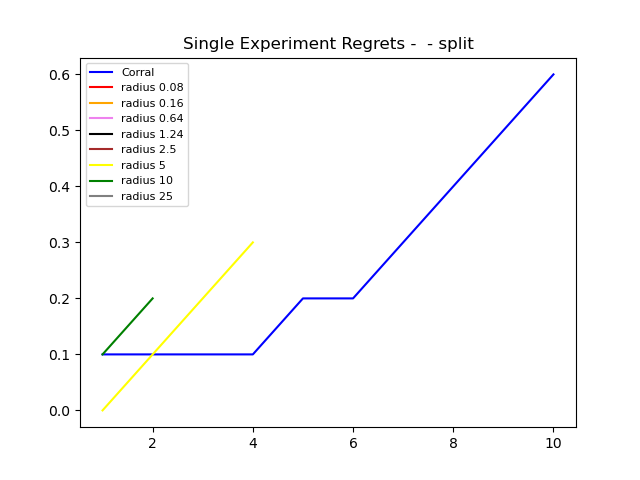 Single Experiment Regrets -  - split
Corral
radius 0.08
radius 0.16
radius 0.64
radius 1.24
radius 2.5
radius 5
radius 10
radius 25
0.6
0.5
0.4
0.3
0.2
0.1
0.0
2 4 6 8 10